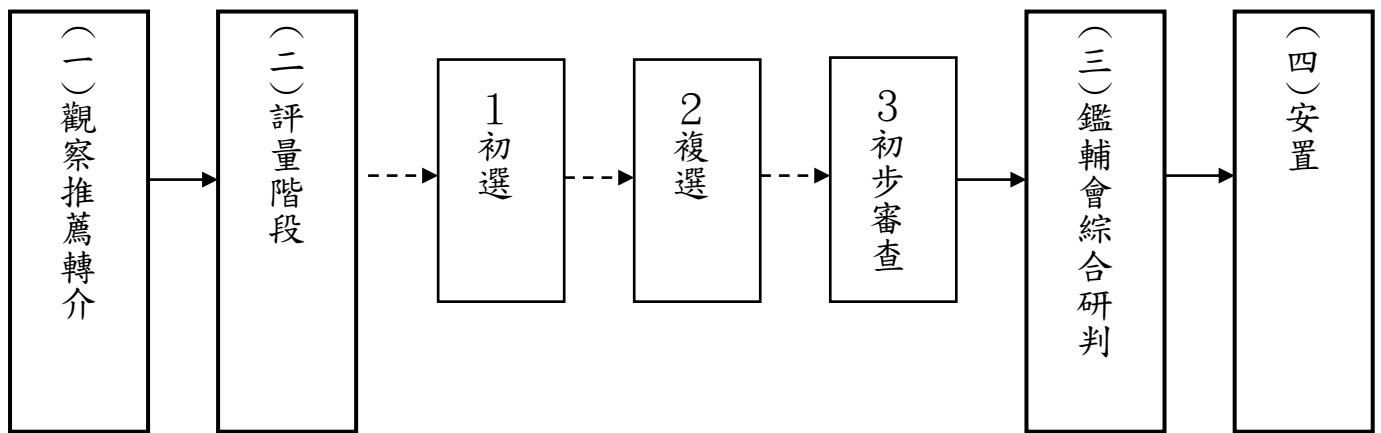 （一）觀察推薦轉介
（二）評量階段
1初選
2複選
3初步審查
（三）鑑輔會綜合研判
（四）安置